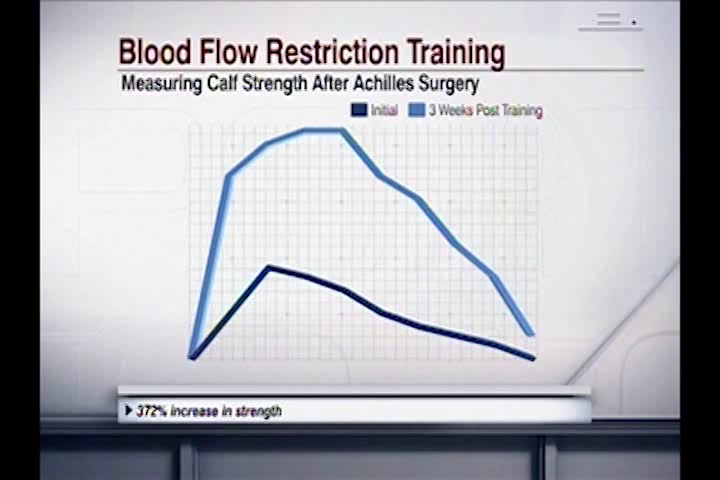 Blood Flow Restriction Training
Measuring Calf Strength After Achilles Surgery
Initial 3 Weeks Post Training
372% increase in strength